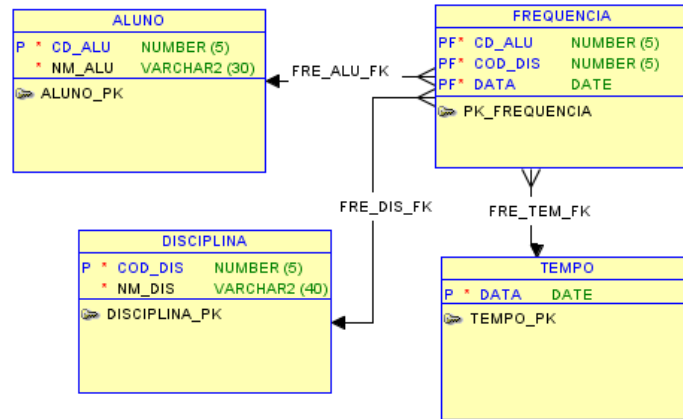 ALUNO
P * CD_ALU NUMBER (5)
* NM_ALU VARCHAR2 (30)
ALUNO_PK
FREQUENCIA
PF* CD_ALU NUMBER (5)
PF* COD_DIS NUMBER (5)
PF* DATA DATE
PK_FREQUENCIA
FRE_ALU_FK
FRE_DIS_FK
FRE_TEM_FK
DISCIPLINA
P * COD_DIS NUMBER (5)
* NM_DIS VARCHAR2 (40)
DISCIPLINA_PK
TEMPO
P * DATA DATE
TEMPO_PK